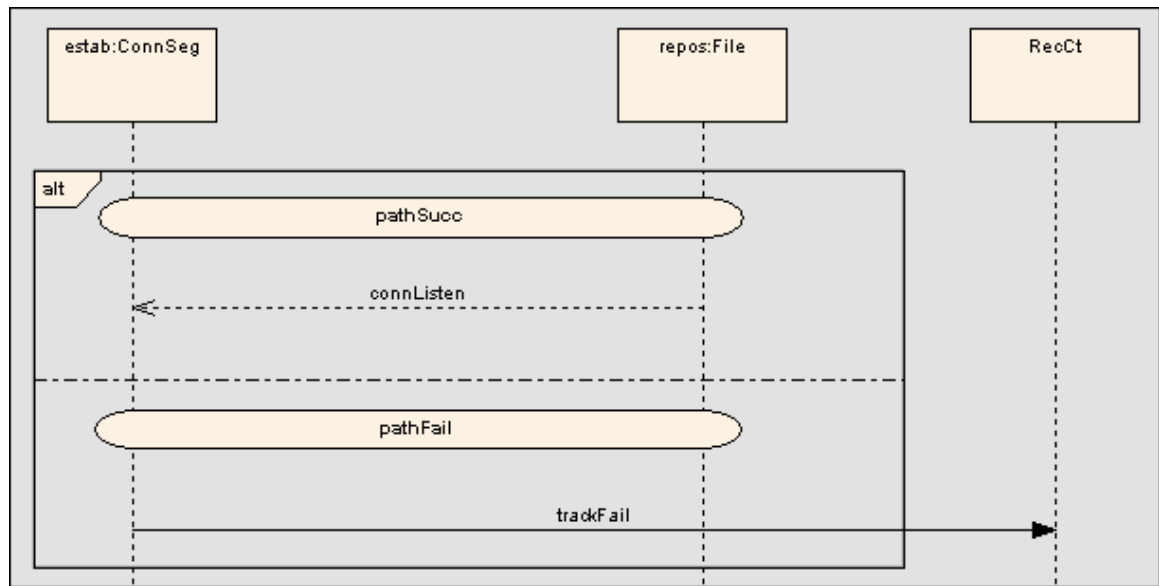 estab:ConnSeg
repos:File
RecCt
alt
pathSucc
connListen
pathFail
trackFail